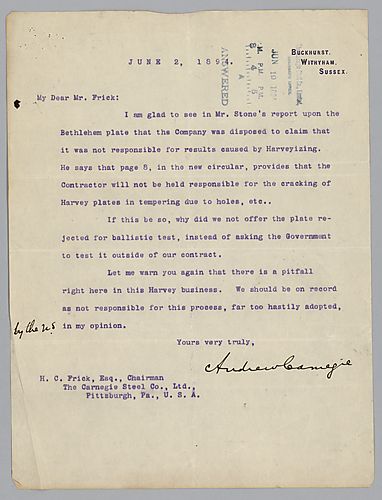 BUCKHURST,
WITHYHAM,
SUSSEX.
JUNE 2, 1894.
JUN 10
P.M.
ANSWERED
My Dear Mr. Frick:
I am glad to see in Mr. Stone's report upon the
Bethlehem plate that the Company was disposed to claim that
it was not responsible for results caused by Harveyizing.
He says that page 8, in the new circular, provides that the
Contractor will not be held responsible for the cracking of
Harvey plates in tempering due to holes, etc..
If this be so, why did we not offer the plate re-
jected for ballistic test, instead of asking the Government
to test it outside of our contract.
Let me warn you again that there is a pitfall
right here in this Harvey business. We should be on record
as not responsible for this process, far too hastily adopted,
by the U.S
in my opinion.
Yours very truly,
Andrew Carnegie
H. C. Frick, Esq., Chairman
The Carnegie Steel Co., Ltd.,
Pittsburgh, Pa., U. S. A.